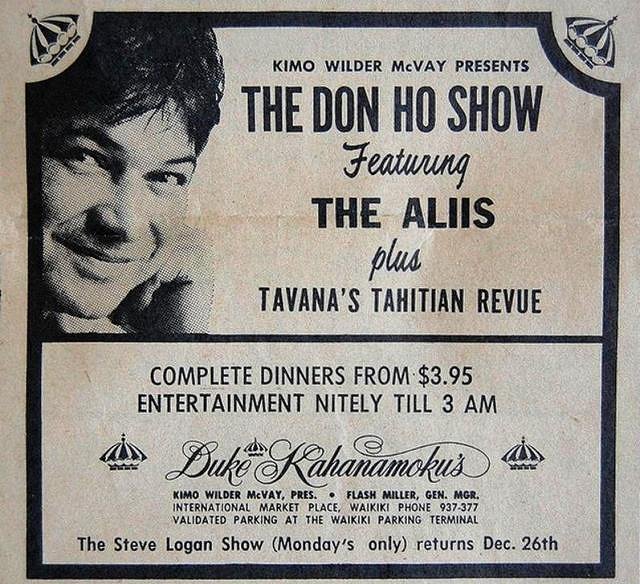 KIMO WILDER McVAY PRESENTS
THE DON HO SHOW
Featuring
THE ALIIS
plus
TAVANA'S TAHITIAN REVUE
COMPLETE DINNERS FROM $3.95
ENTERTAINMENT NITELY TILL 3 AM
Duke Kahanamoku's
KIMO WILDER McVAY, PRES. • FLASH MILLER, GEN. MGR.
INTERNATIONAL MARKET PLACE, WAIKIKI PHONE 937-377
VALIDATED PARKING AT THE WAIKIKI PARKING TERMINAL
The Steve Logan Show (Monday's only) returns Dec. 26th